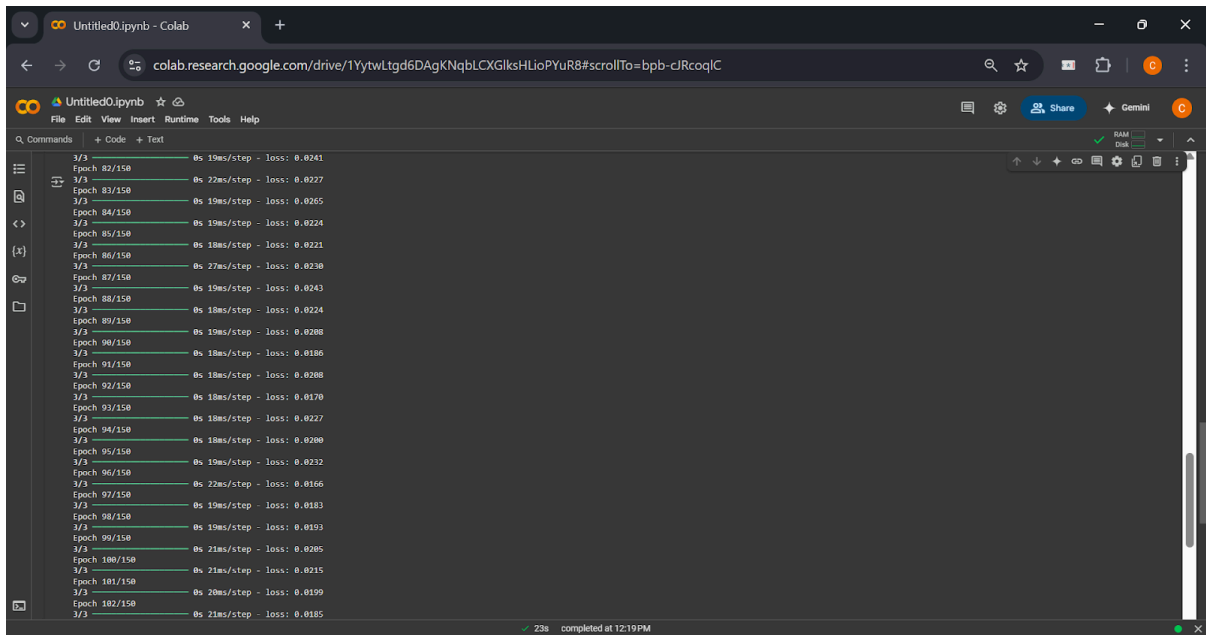 Untitled0.ipynb - Colab
colab.research.google.com/drive/1YytwLtgd6DAgKNqbLCXGlksHLioPYuR8#scrollTo=bpb-cJRcoqlC
C
CO Untitled0.ipynb
File Edit View Insert Runtime Tools Help
Share
Gemini
C
Commands + Code + Text
RAM
Disk
3/3 0s 19ms/step - loss: 0.0241
Epoch 82/150
3/3 0s 22ms/step - loss: 0.0227
Epoch 83/150
3/3 0s 19ms/step - loss: 0.0265
Epoch 84/150
3/3 0s 19ms/step - loss: 0.0224
Epoch 85/150
3/3 0s 18ms/step - loss: 0.0221
Epoch 86/150
3/3 0s 27ms/step - loss: 0.0230
Epoch 87/150
3/3 0s 19ms/step - loss: 0.0243
Epoch 88/150
3/3 0s 18ms/step - loss: 0.0224
Epoch 89/150
3/3 0s 19ms/step - loss: 0.0208
Epoch 90/150
3/3 0s 18ms/step - loss: 0.0186
Epoch 91/150
3/3 0s 18ms/step - loss: 0.0208
Epoch 92/150
3/3 0s 18ms/step - loss: 0.0170
Epoch 93/150
3/3 0s 18ms/step - loss: 0.0227
Epoch 94/150
3/3 0s 18ms/step - loss: 0.0200
Epoch 95/150
3/3 0s 19ms/step - loss: 0.0232
Epoch 96/150
3/3 0s 22ms/step - loss: 0.0166
Epoch 97/150
3/3 0s 19ms/step - loss: 0.0183
Epoch 98/150
3/3 0s 19ms/step - loss: 0.0193
Epoch 99/150
3/3 0s 21ms/step - loss: 0.0205
Epoch 100/150
3/3 0s 21ms/step - loss: 0.0215
Epoch 101/150
3/3 0s 20ms/step - loss: 0.0199
Epoch 102/150
3/3 0s 21ms/step - loss: 0.0185
23s completed at 12:19 PM